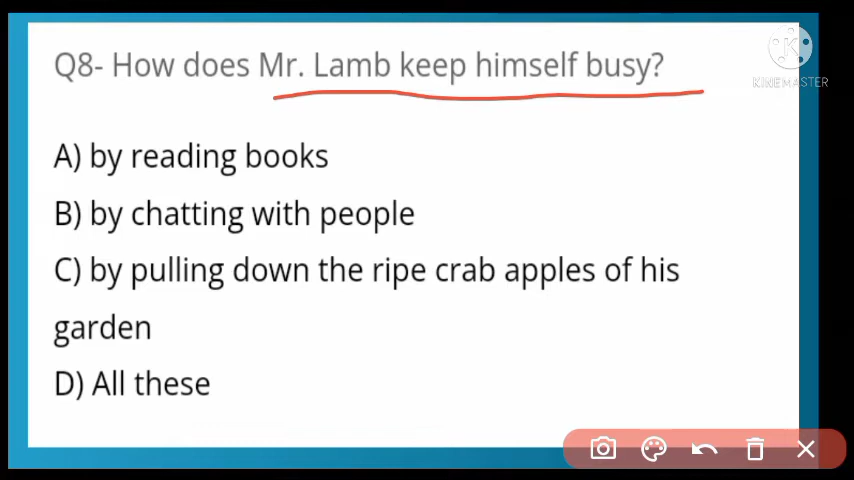 Q8- How does Mr. Lamb keep himself busy?
KINEMASTER
A) by reading books
B) by chatting with people
C) by pulling down the ripe crab apples of his
garden
D) All these